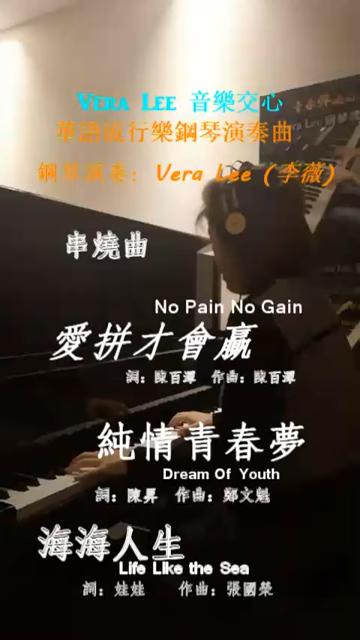 Vera Lee 音樂交心
華語流行樂鋼琴演奏曲
鋼琴演奏: Vera Lee (李薇)
串燒曲
No Pain No Gain
愛拼才會贏
詞: 陳百潭 作曲: 陳百潭
純情青春夢
Dream Of Youth
詞: 陳昇 作曲: 鄭文魁
海海人生
Life Like the Sea
詞: 娃娃 作曲: 張國榮